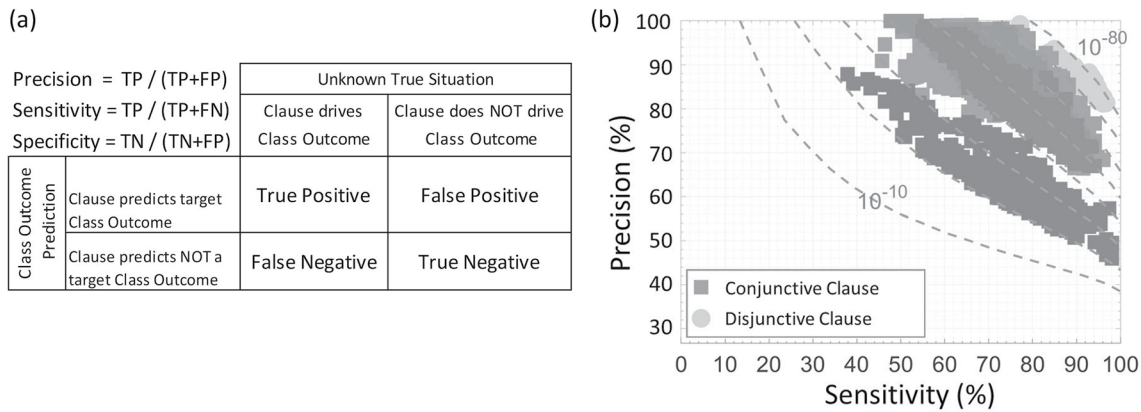 (a)
Precision = TP / (TP+FP)
Sensitivity = TP / (TP+FN)
Specificity = TN / (TN+FP)
Unknown True Situation
Clause drives
Class Outcome
Clause does NOT drive
Class Outcome
Class Outcome
Prediction
Clause predicts target
Class Outcome
True Positive
False Positive
Clause predicts NOT a
target Class Outcome
False Negative
True Negative
(b)
Precision (%)
100
90
80
70
60
50
40
30
10⁻⁸⁰
10⁻¹⁰
Conjunctive Clause
Disjunctive Clause
0 10 20 30 40 50 60 70 80 90 100
Sensitivity (%)